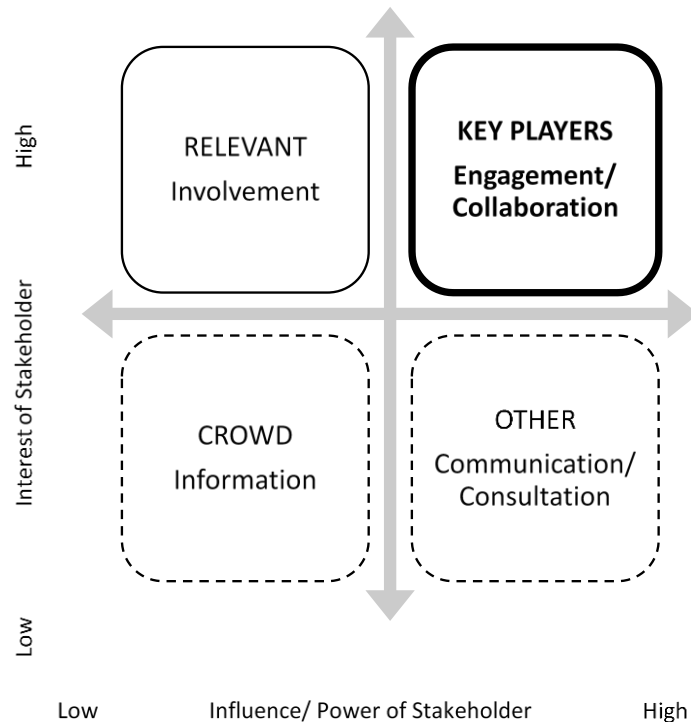 High
RELEVANT
Involvement
KEY PLAYERS
Engagement/
Collaboration
Interest of Stakeholder
CROWD
Information
OTHER
Communication/
Consultation
Low
Low
Influence/ Power of Stakeholder
High